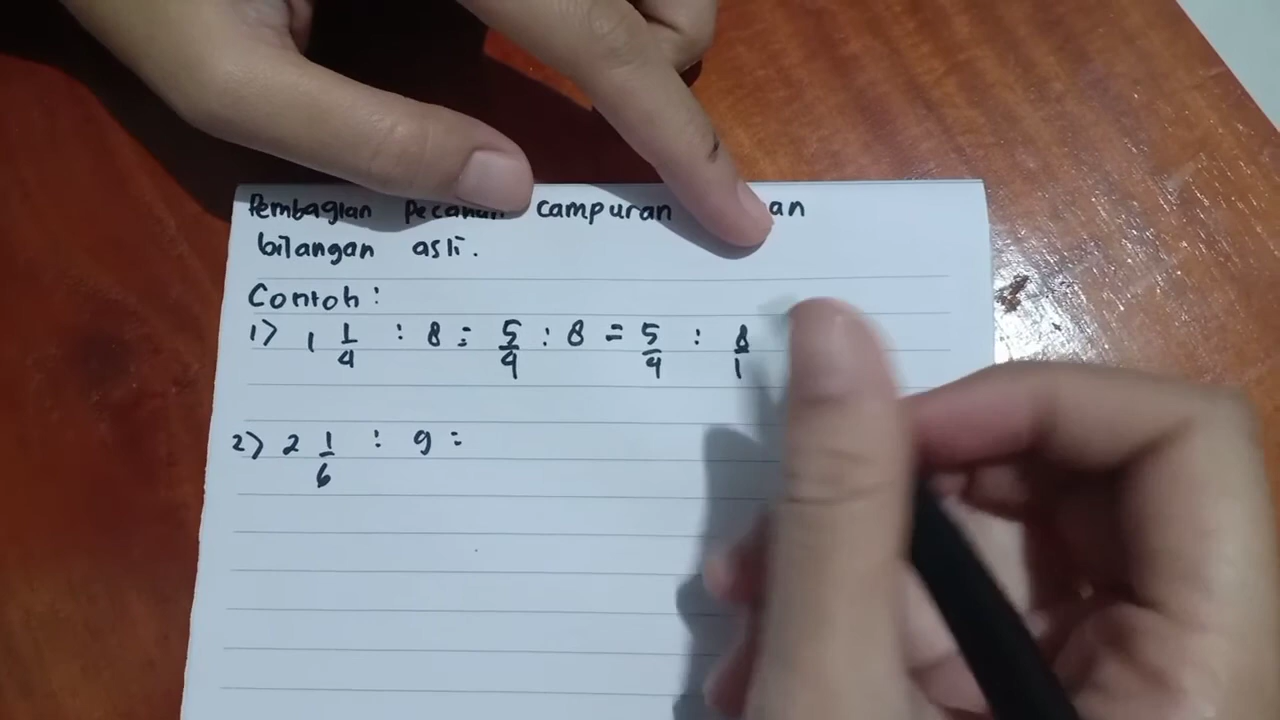 Pembagian pecahan campuran an
bilangan asli.
Contoh:
1) 1 1/4 : 8 = 5/4 : 8 = 5/4 : 8/1
2) 2 1/6 : 9 =